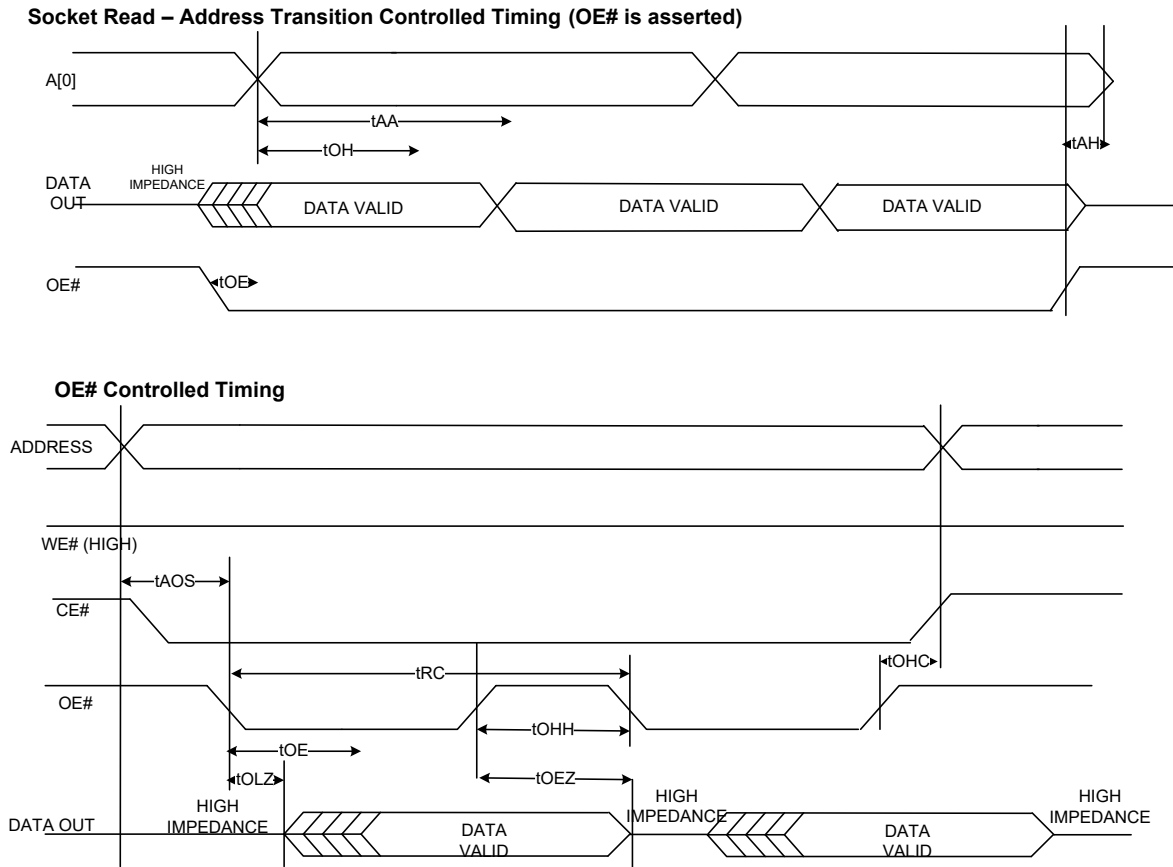 Socket Read – Address Transition Controlled Timing (OE# is asserted)
A[0]
tAA
tOH
tAH
HIGH
IMPEDANCE
DATA
OUT
DATA VALID
DATA VALID
DATA VALID
OE#
tOE
OE# Controlled Timing
ADDRESS
WE# (HIGH)
tAOS
CE#
tOHC
tRC
OE#
tOHH
tOE
tOLZ
tOEZ
HIGH
IMPEDANCE
HIGH
IMPEDANCE
HIGH
IMPEDANCE
DATA OUT
DATA
VALID
DATA
VALID